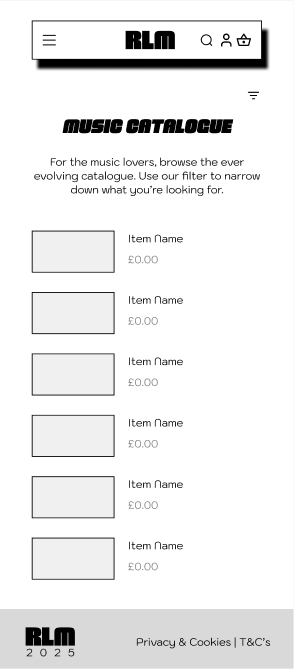 RLM
MUSIC CATALOGUE
For the music lovers, browse the ever
evolving catalogue. Use our filter to narrow
down what you're looking for.
Item Name
£0.00
Item Name
£0.00
Item Name
£0.00
Item Name
£0.00
Item Name
£0.00
Item Name
£0.00
RLM
2025
Privacy & Cookies | T&C's